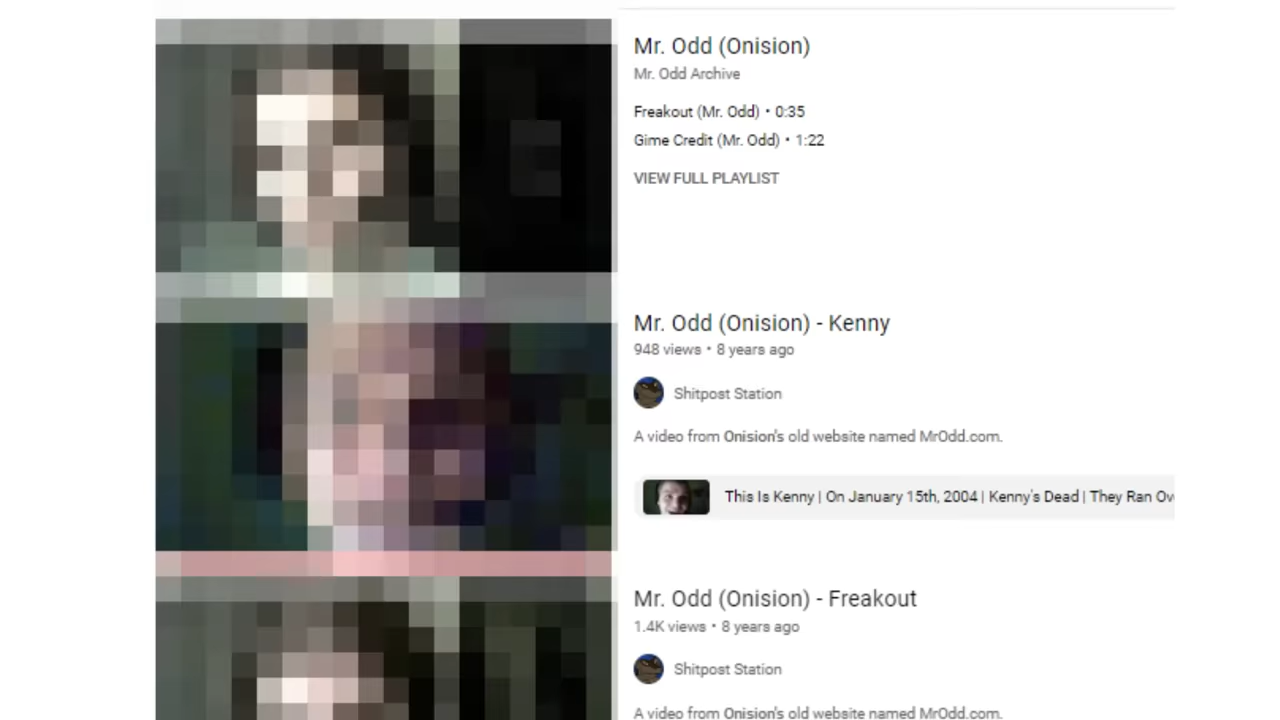 Mr. Odd (Onision)
Mr. Odd Archive
Freakout (Mr. Odd) • 0:35
Gime Credit (Mr. Odd) • 1:22
VIEW FULL PLAYLIST
Mr. Odd (Onision) - Kenny
948 views • 8 years ago
Shitpost Station
A video from Onision's old website named MrOdd.com.
This Is Kenny | On January 15th, 2004 | Kenny's Dead | They Ran Ov
Mr. Odd (Onision) - Freakout
1.4K views • 8 years ago
Shitpost Station
A video from Onision's old website named MrOdd.com.